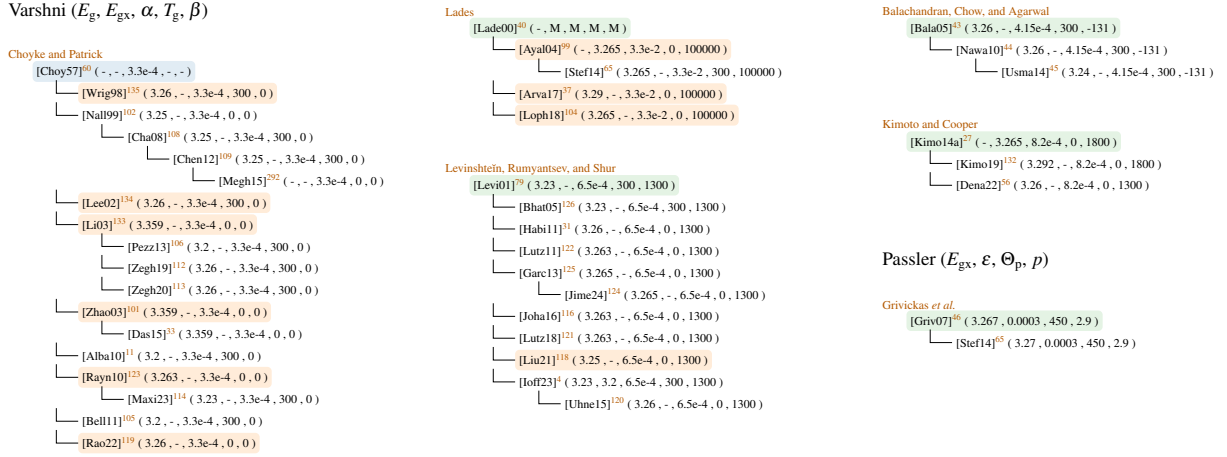 Varshni (Eg, Egx, α, Tg, β)
Choyke and Patrick
[Choy57]60 ( - , - , 3.3e-4 , - , - )
[Wrig98]135 ( 3.26 , - , 3.3e-4 , 300 , 0 )
[Nall99]102 ( 3.25 , - , 3.3e-4 , 0 , 0 )
[Cha08]108 ( 3.25 , - , 3.3e-4 , 300 , 0 )
[Chen12]109 ( 3.25 , - , 3.3e-4 , 300 , 0 )
[Megh15]292 ( - , - , 3.3e-4 , 0 , 0 )
[Lee02]134 ( 3.26 , - , 3.3e-4 , 300 , 0 )
[Li03]133 ( 3.359 , - , 3.3e-4 , 0 , 0 )
[Pezz13]106 ( 3.2 , - , 3.3e-4 , 300 , 0 )
[Zegh19]112 ( 3.26 , - , 3.3e-4 , 300 , 0 )
[Zegh20]113 ( 3.26 , - , 3.3e-4 , 300 , 0 )
[Zhao03]101 ( 3.359 , - , 3.3e-4 , 0 , 0 )
[Das15]33 ( 3.359 , - , 3.3e-4 , 0 , 0 )
[Alba10]11 ( 3.2 , - , 3.3e-4 , 300 , 0 )
[Rayn10]123 ( 3.263 , - , 3.3e-4 , 0 , 0 )
[Maxi23]114 ( 3.23 , - , 3.3e-4 , 300 , 0 )
[Bell11]105 ( 3.2 , - , 3.3e-4 , 300 , 0 )
[Rao22]119 ( 3.26 , - , 3.3e-4 , 0 , 0 )
Lades
[Lade00]40 ( - , M , M , M , M )
[Ayal04]99 ( - , 3.265 , 3.3e-2 , 0 , 100000 )
[Stef14]65 ( 3.265 , - , 3.3e-2 , 300 , 100000 )
[Arva17]37 ( 3.29 , - , 3.3e-2 , 0 , 100000 )
[Loph18]104 ( 3.265 , - , 3.3e-2 , 0 , 100000 )
Levinshteĭn, Rumyantsev, and Shur
[Levi01]79 ( 3.23 , - , 6.5e-4 , 300 , 1300 )
[Bhat05]126 ( 3.23 , - , 6.5e-4 , 300 , 1300 )
[Habi11]31 ( 3.26 , - , 6.5e-4 , 0 , 1300 )
[Lutz11]122 ( 3.263 , - , 6.5e-4 , 0 , 1300 )
[Garc13]125 ( 3.265 , - , 6.5e-4 , 0 , 1300 )
[Jime24]124 ( 3.265 , - , 6.5e-4 , 0 , 1300 )
[Joha16]116 ( 3.263 , - , 6.5e-4 , 0 , 1300 )
[Lutz18]121 ( 3.263 , - , 6.5e-4 , 0 , 1300 )
[Liu21]118 ( 3.25 , - , 6.5e-4 , 0 , 1300 )
[Ioff23]4 ( 3.23 , 3.2 , 6.5e-4 , 300 , 1300 )
[Uhne15]120 ( 3.26 , - , 6.5e-4 , 0 , 1300 )
Balachandran, Chow, and Agarwal
[Bala05]43 ( 3.26 , - , 4.15e-4 , 300 , -131 )
[Nawa10]44 ( 3.26 , - , 4.15e-4 , 300 , -131 )
[Usma14]45 ( 3.24 , - , 4.15e-4 , 300 , -131 )
Kimoto and Cooper
[Kimo14a]27 ( - , 3.265 , 8.2e-4 , 0 , 1800 )
[Kimo19]132 ( 3.292 , - , 8.2e-4 , 0 , 1800 )
[Dena22]56 ( 3.26 , - , 8.2e-4 , 0 , 1300 )
Passler (Egx, ε, Θp, p)
Grivickas et al.
[Griv07]46 ( 3.267 , 0.0003 , 450 , 2.9 )
[Stef14]65 ( 3.27 , 0.0003 , 450 , 2.9 )